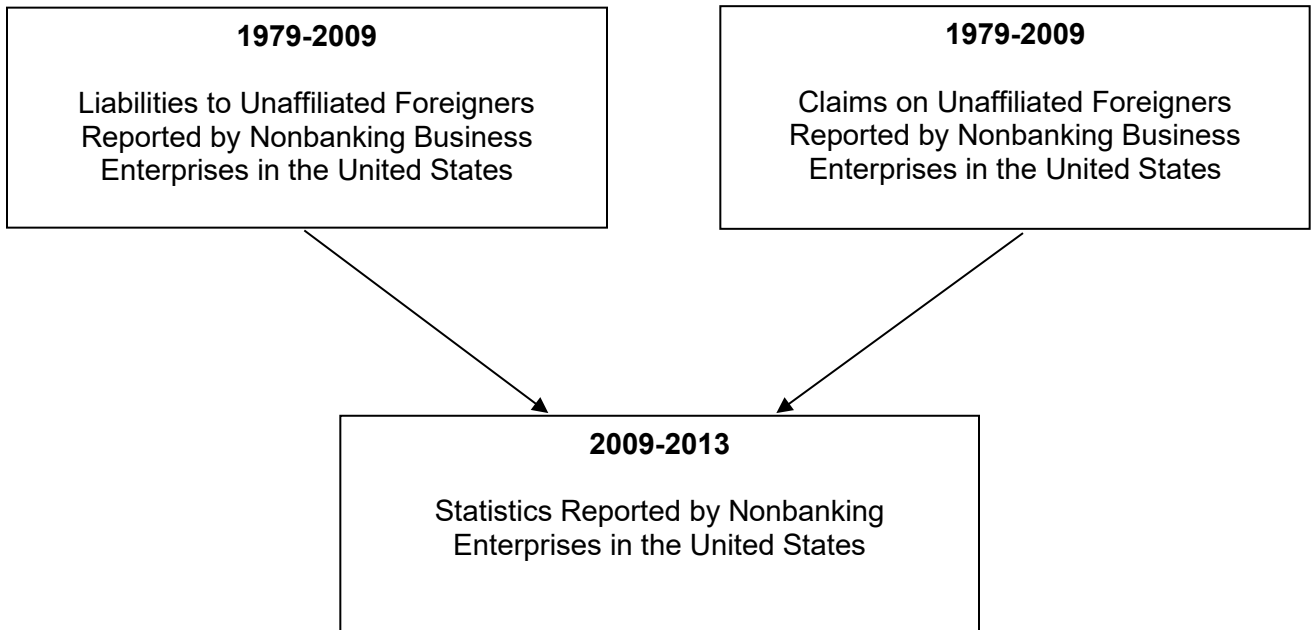 1979-2009
Liabilities to Unaffiliated Foreigners
Reported by Nonbanking Business
Enterprises in the United States
1979-2009
Claims on Unaffiliated Foreigners
Reported by Nonbanking Business
Enterprises in the United States
2009-2013
Statistics Reported by Nonbanking
Enterprises in the United States